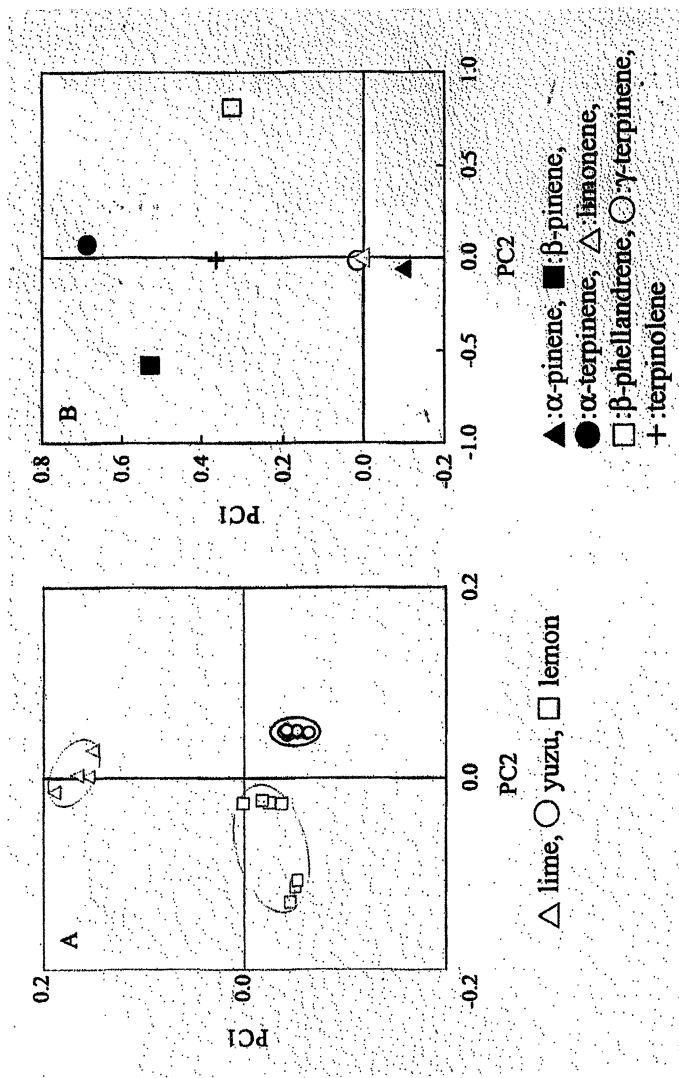 A
PC1
0.2
0.0
-0.2
0.0
0.2
PC2
△ lime, ○ yuzu, □ lemon
B
PC1
0.8
0.6
0.4
0.2
0.0
-0.2
-1.0
-0.5
0.0
0.5
1.0
PC2
▲:α-pinene, ■:β-pinene,
●:α-terpinene, △:limonene,
□:β-phellandrene, ○:γ-terpinene,
+:terpinolene